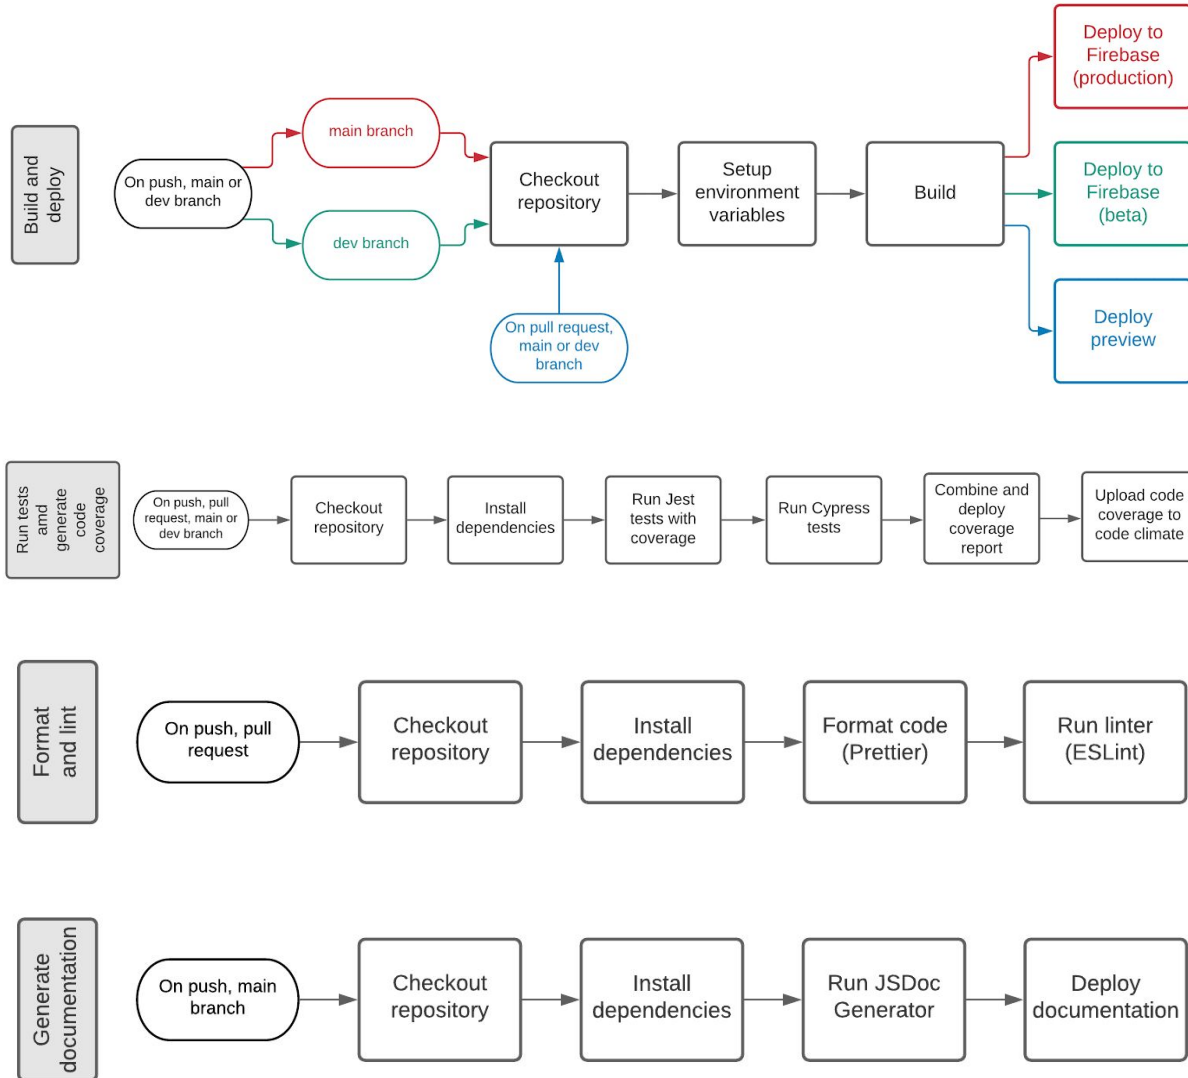 Build and
deploy
On push, main or
dev branch
main branch
dev branch
Checkout
repository
On pull request,
main or dev
branch
Setup
environment
variables
Build
Deploy to
Firebase
(production)
Deploy to
Firebase
(beta)
Deploy
preview
Run tests
amd
generate
code
coverage
On push, pull
request, main or
dev branch
Checkout
repository
Install
dependencies
Run Jest
tests with
coverage
Run Cypress
tests
Combine and
deploy
coverage
report
Upload code
coverage to
code climate
Format
and lint
On push, pull
request
Checkout
repository
Install
dependencies
Format code
(Prettier)
Run linter
(ESLint)
Generate
documentation
On push, main
branch
Checkout
repository
Install
dependencies
Run JSDoc
Generator
Deploy
documentation